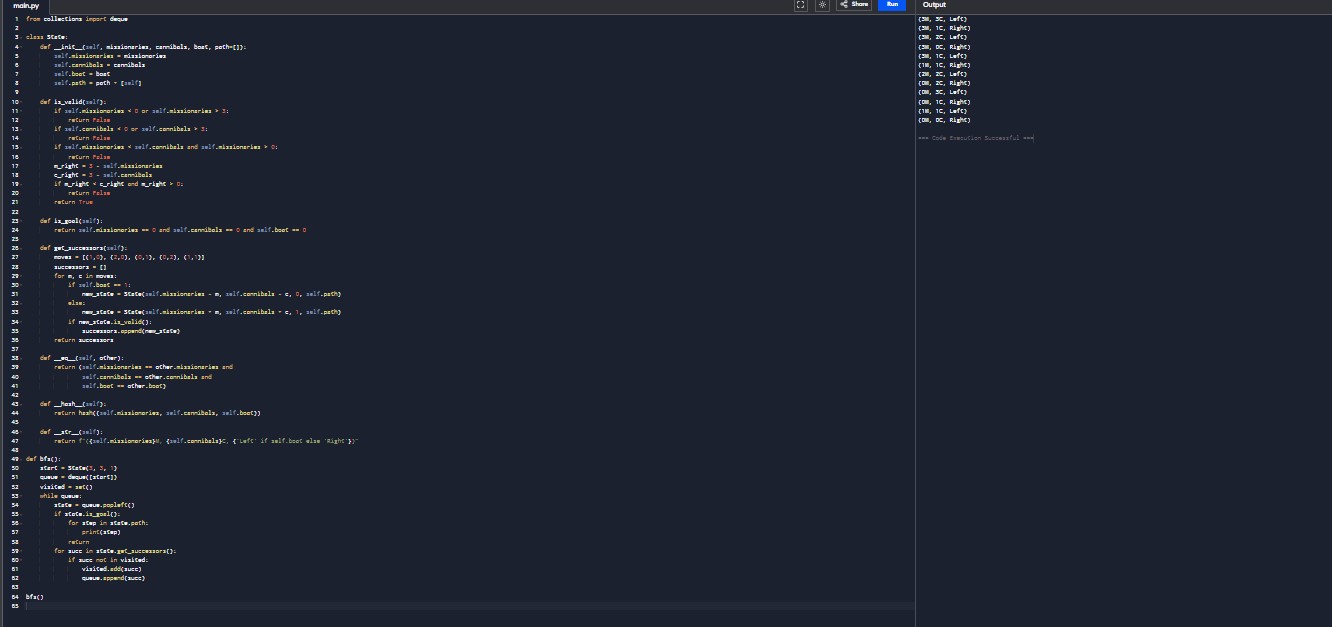 main.py
Share
Run
Output
1 from collections import deque
2
3 class State:
4 def __init__(self, missionaries, cannibals, boat, path=[]):
5 self.missionaries = missionaries
6 self.cannibals = cannibals
7 self.boat = boat
8 self.path = path + [self]
9
10 def is_valid(self):
11 if self.missionaries < 0 or self.missionaries > 3:
12 return False
13 if self.cannibals < 0 or self.cannibals > 3:
14 return False
15 if self.missionaries < self.cannibals and self.missionaries > 0:
16 return False
17 m_right = 3 - self.missionaries
18 c_right = 3 - self.cannibals
19 if m_right < c_right and m_right > 0:
20 return False
21 return True
22
23 def is_goal(self):
24 return self.missionaries == 0 and self.cannibals == 0 and self.boat == 0
25
26 def get_successors(self):
27 moves = [(1,0), (2,0), (0,1), (0,2), (1,1)]
28 successors = []
29 for m, c in moves:
30 if self.boat == 1:
31 new_state = State(self.missionaries - m, self.cannibals - c, 0, self.path)
32 else:
33 new_state = State(self.missionaries + m, self.cannibals + c, 1, self.path)
34 if new_state.is_valid():
35 successors.append(new_state)
36 return successors
37
38 def __eq__(self, other):
39 return (self.missionaries == other.missionaries and
40 self.cannibals == other.cannibals and
41 self.boat == other.boat)
42
43 def __hash__(self):
44 return hash((self.missionaries, self.cannibals, self.boat))
45
46 def __str__(self):
47 return f"({self.missionaries}M, {self.cannibals}C, {'Left' if self.boat else 'Right'})"
48
49 def bfs():
50 start = State(3, 3, 1)
51 queue = deque([start])
52 visited = set()
53 while queue:
54 state = queue.popleft()
55 if state.is_goal():
56 for step in state.path:
57 print(step)
58 return
59 for succ in state.get_successors():
60 if succ not in visited:
61 visited.add(succ)
62 queue.append(succ)
63
64 bfs()
65
(3M, 3C, Left)
(3M, 1C, Right)
(3M, 2C, Left)
(3M, 0C, Right)
(3M, 1C, Left)
(1M, 1C, Right)
(2M, 2C, Left)
(0M, 2C, Right)
(0M, 3C, Left)
(0M, 1C, Right)
(1M, 1C, Left)
(0M, 0C, Right)
=== Code Execution Successful ===